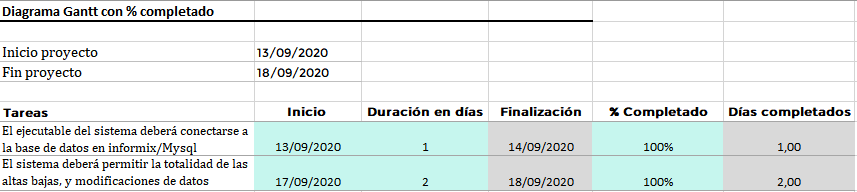 Diagrama Gantt con % completado
Inicio proyecto 13/09/2020
Fin proyecto 18/09/2020
Tareas Inicio Duración en días Finalización % Completado Días completados
El ejecutable del sistema deberá conectarse a
la base de datos en informix/Mysql 13/09/2020 1 14/09/2020 100% 1,00
El sistema deberá permitir la totalidad de las
altas bajas, y modificaciones de datos 17/09/2020 2 18/09/2020 100% 2,00